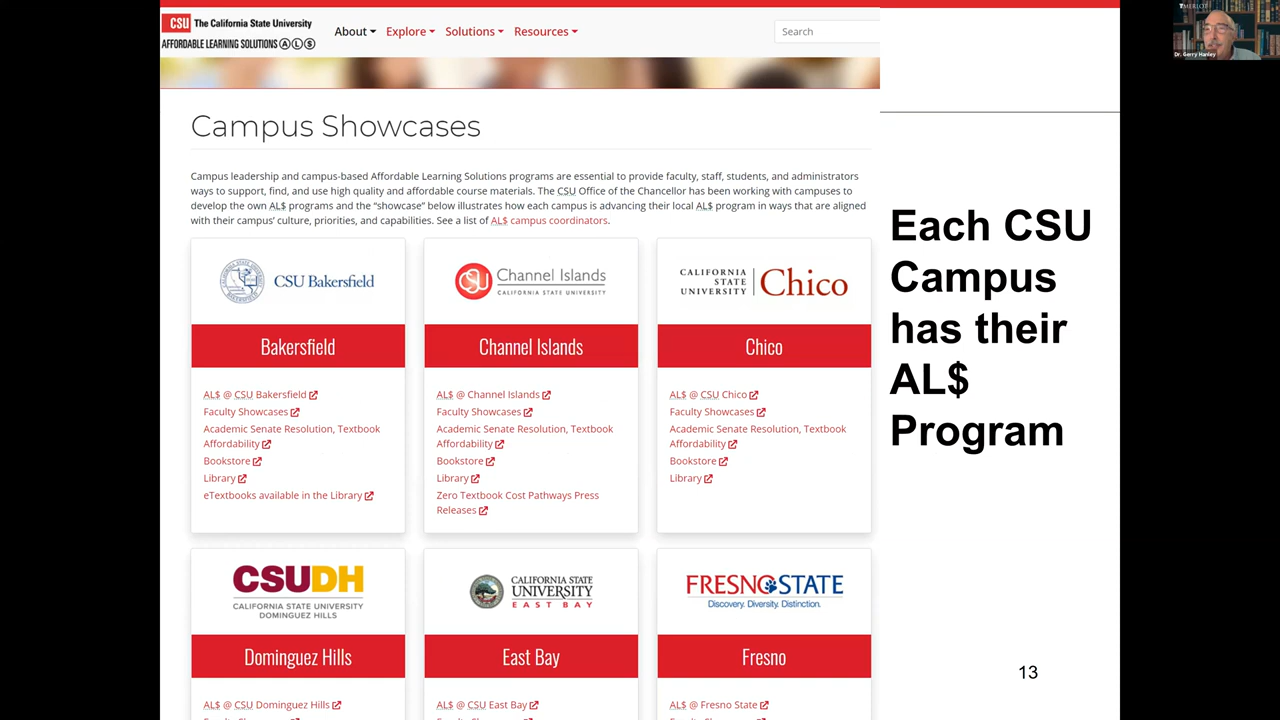 CSU The California State University
AFFORDABLE LEARNING SOLUTIONS AL$
About
Explore
Solutions
Resources
Search
MERLOT
Dr. Gerry Hanley
Campus Showcases
Campus leadership and campus-based Affordable Learning Solutions programs are essential to provide faculty, staff, students, and administrators
ways to support, find, and use high quality and affordable course materials. The CSU Office of the Chancellor has been working with campuses to
develop the own AL$ programs and the “showcase” below illustrates how each campus is advancing their local AL$ program in ways that are aligned
with their campus’ culture, priorities, and capabilities. See a list of AL$ campus coordinators.
CSU Bakersfield
Bakersfield
AL$ @ CSU Bakersfield
Faculty Showcases
Academic Senate Resolution, Textbook
Affordability
Bookstore
Library
eTextbooks available in the Library
CSU Channel Islands
CALIFORNIA STATE UNIVERSITY
Channel Islands
AL$ @ Channel Islands
Faculty Showcases
Academic Senate Resolution, Textbook
Affordability
Bookstore
Library
Zero Textbook Cost Pathways Press
Releases
CALIFORNIA
STATE
UNIVERSITY
Chico
Chico
AL$ @ CSU Chico
Faculty Showcases
Academic Senate Resolution, Textbook
Affordability
Bookstore
Library
CSUDH
CALIFORNIA STATE UNIVERSITY
DOMINGUEZ HILLS
Dominguez Hills
AL$ @ CSU Dominguez Hills
CALIFORNIA STATE
UNIVERSITY
EAST BAY
East Bay
AL$ @ CSU East Bay
FRESNO STATE
Discovery. Diversity. Distinction.
Fresno
AL$ @ Fresno State
Each CSU
Campus
has their
AL$
Program
13